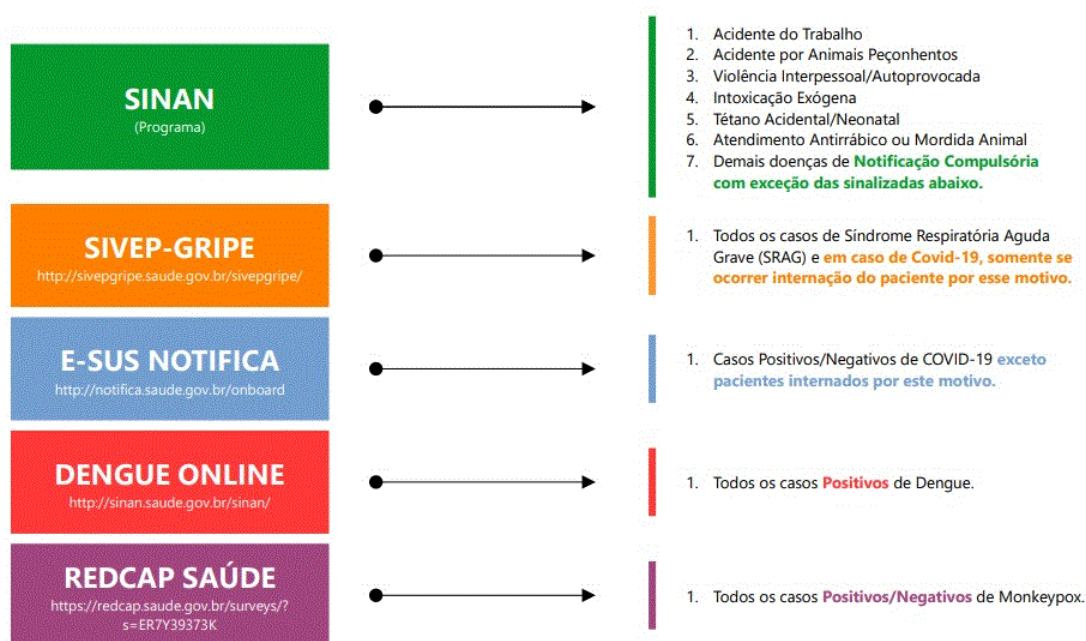 SINAN
(Programa)
1. Acidente do Trabalho
2. Acidente por Animais Peçonhentos
3. Violência Interpessoal/Autoprovocada
4. Intoxicação Exógena
5. Tétano Acidental/Neonatal
6. Atendimento Antirrábico ou Mordida Animal
7. Demais doenças de Notificação Compulsória
com exceção das sinalizadas abaixo.
SIVEP-GRIPE
http://sivepgripe.saude.gov.br/sivepgripe/
1. Todos os casos de Síndrome Respiratória Aguda
Grave (SRAG) e em caso de Covid-19, somente se
ocorrer internação do paciente por esse motivo.
E-SUS NOTIFICA
http://notifica.saude.gov.br/onboard
1. Casos Positivos/Negativos de COVID-19 exceto
pacientes internados por este motivo.
DENGUE ONLINE
http://sinan.saude.gov.br/sinan/
1. Todos os casos Positivos de Dengue.
REDCAP SAÚDE
https://redcap.saude.gov.br/surveys/?
s=ER7Y39373K
1. Todos os casos Positivos/Negativos de Monkeypox.